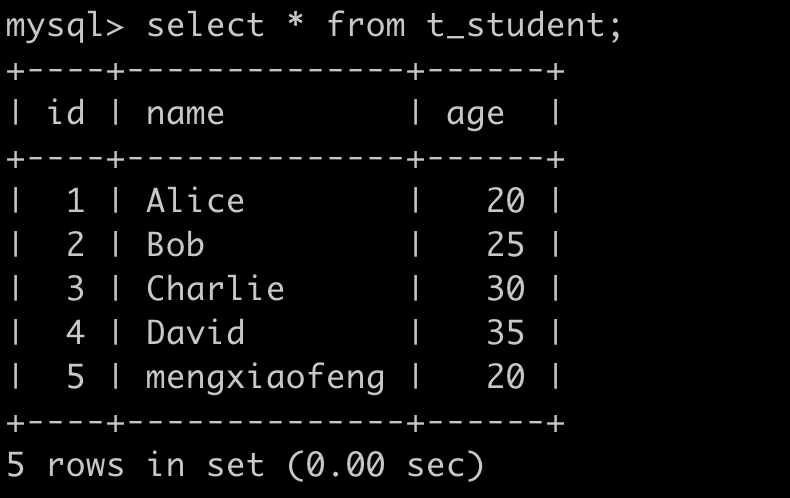 mysql> select * from t_student;
+----+--------------+------+
| id | name         | age  |
+----+--------------+------+
|  1 | Alice        |   20 |
|  2 | Bob          |   25 |
|  3 | Charlie      |   30 |
|  4 | David        |   35 |
|  5 | mengxiaofeng |   20 |
+----+--------------+------+
5 rows in set (0.00 sec)